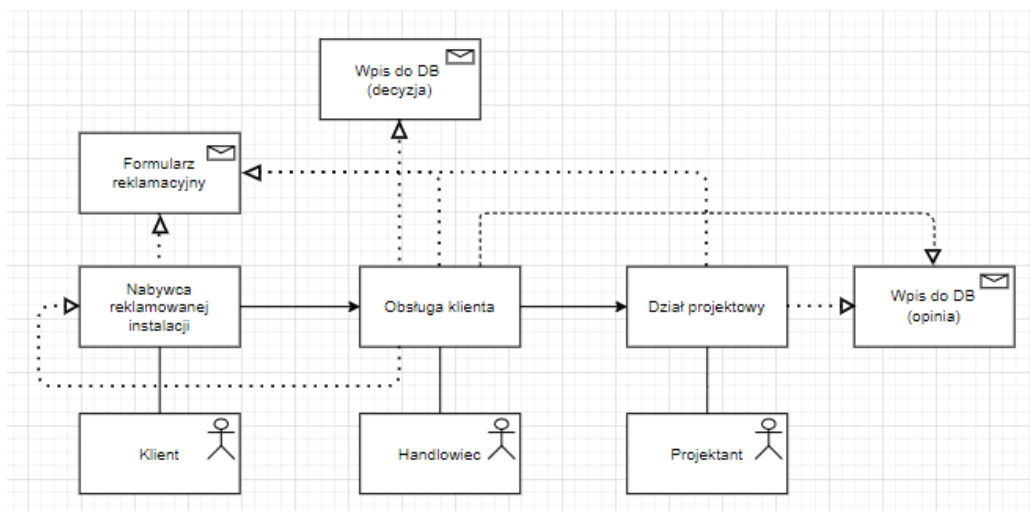 Wpis do DB
(decyzja)
Formularz
reklamacyjny
Nabywca
reklamowanej
instalacji
Obsługa klienta
Dział projektowy
Wpis do DB
(opinia)
Klient
Handlowiec
Projektant